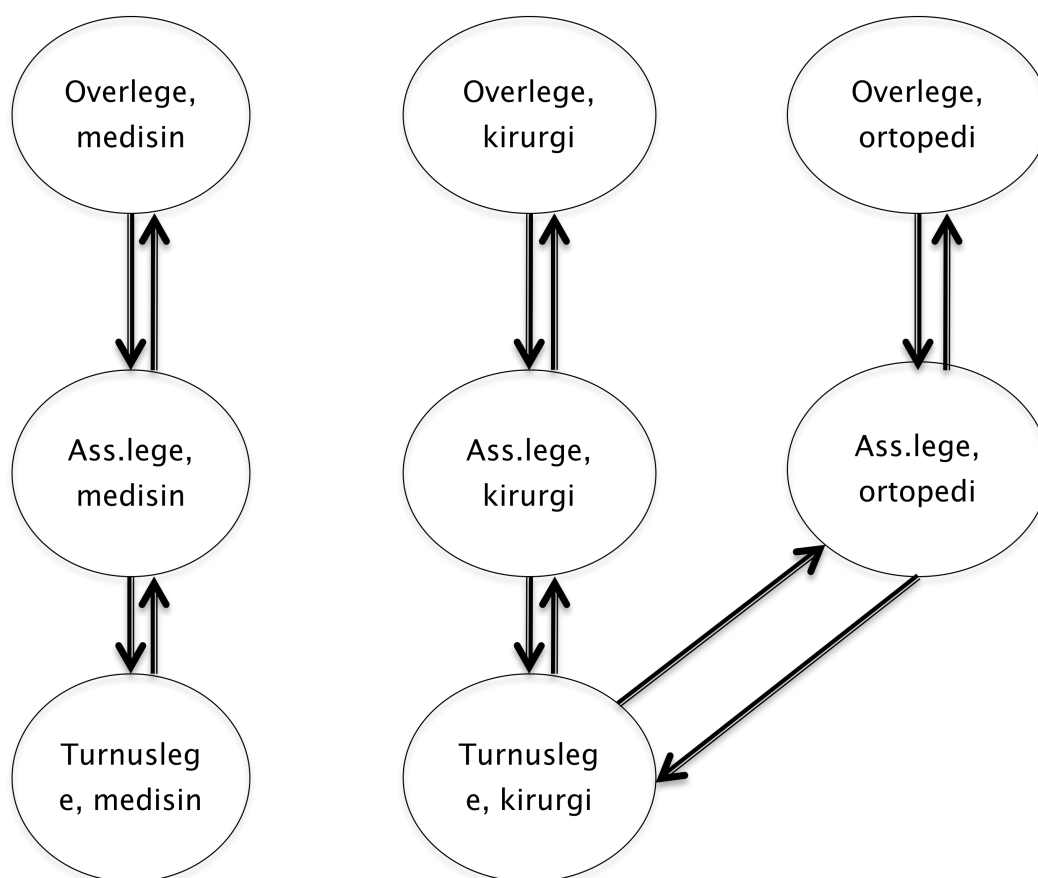 Overlege,
medisin
Overlege,
kirurgi
Overlege,
ortopedi
Ass.lege,
medisin
Ass.lege,
kirurgi
Ass.lege,
ortopedi
Turnusleg
e, medisin
Turnusleg
e, kirurgi